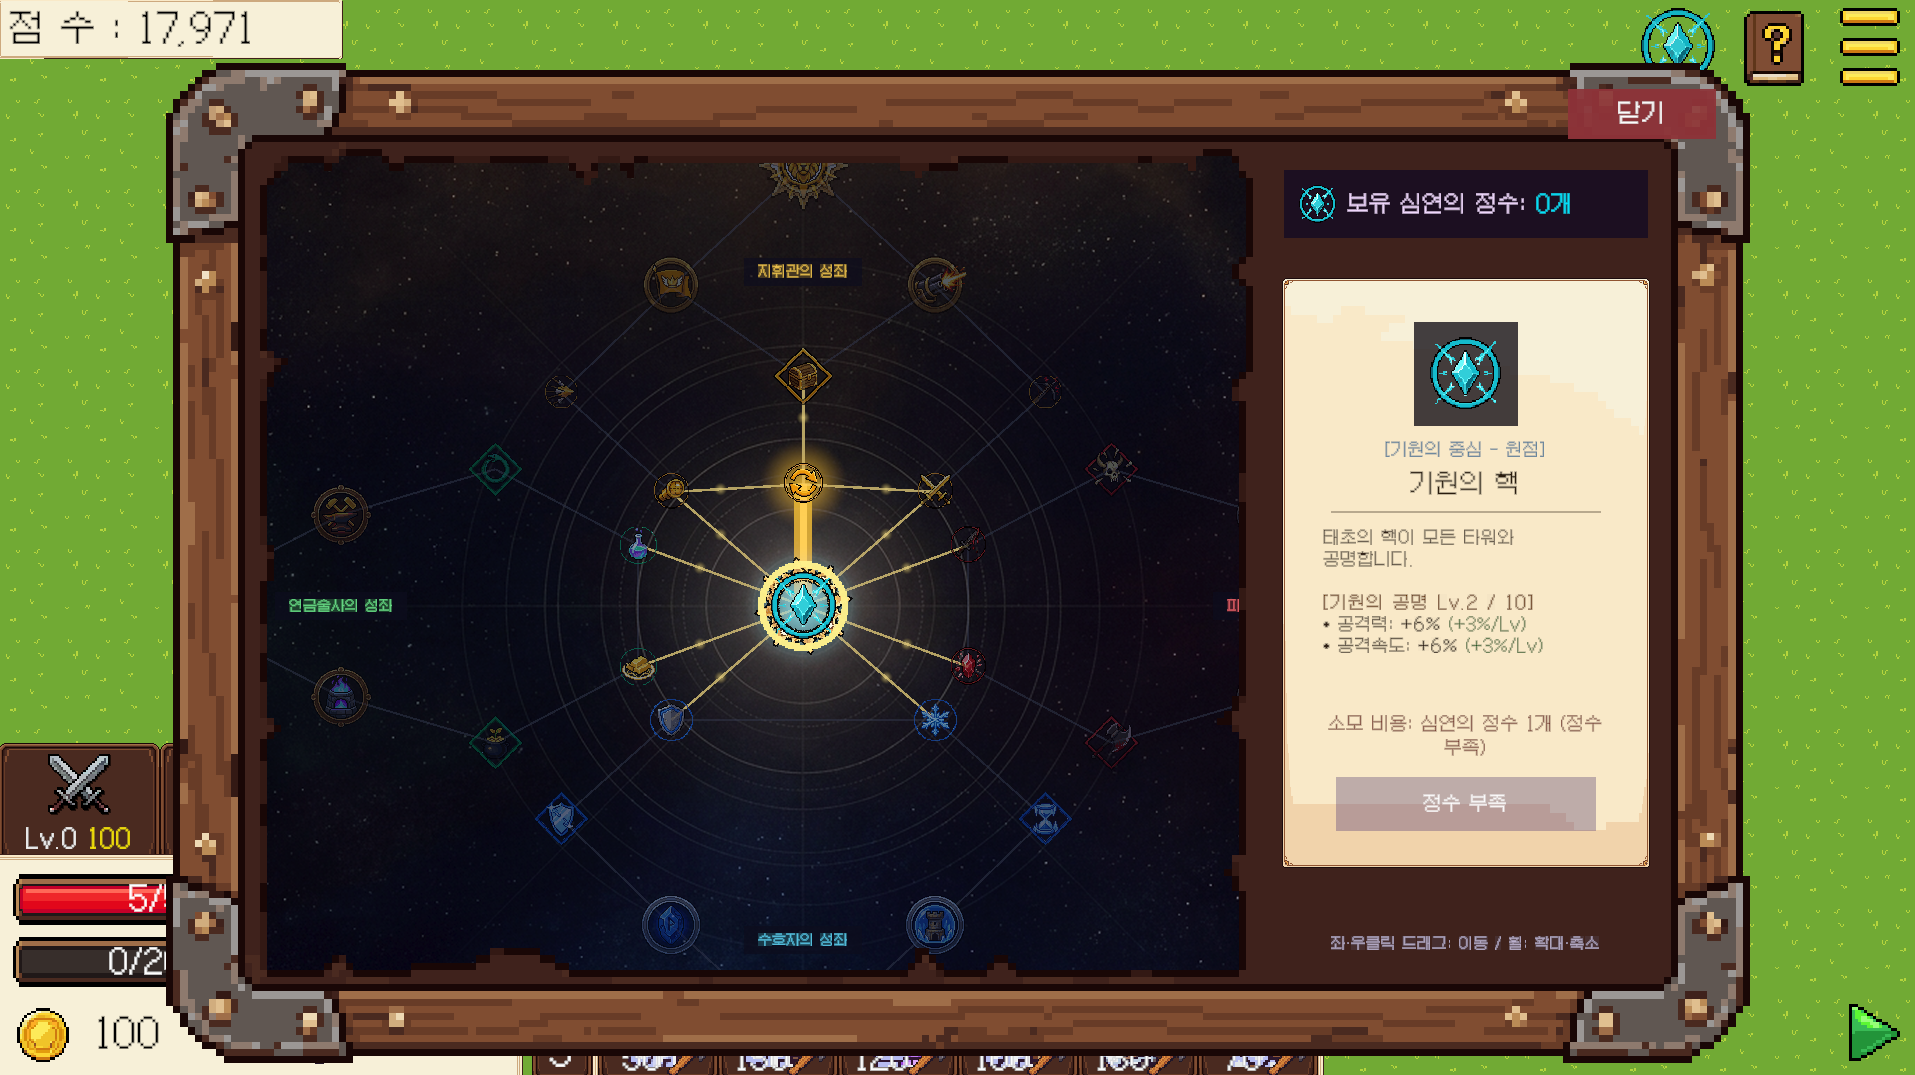 점 수 : 17,971
닫기
보유 심연의 정수: 0개
지휘관의 성좌
연금술사의 성좌
수호자의 성좌
[기원의 중심 - 원점]
기원의 핵
태초의 핵이 모든 타워와
공명합니다.
[기원의 공명 Lv.2 / 10]
• 공격력: +6% (+3%/Lv)
• 공격속도: +6% (+3%/Lv)
소모 비용: 심연의 정수 1개 (정수
부족)
정수 부족
좌·우클릭 드래그: 이동 / 휠: 확대·축소
Lv.0 100
5/
0/2
100